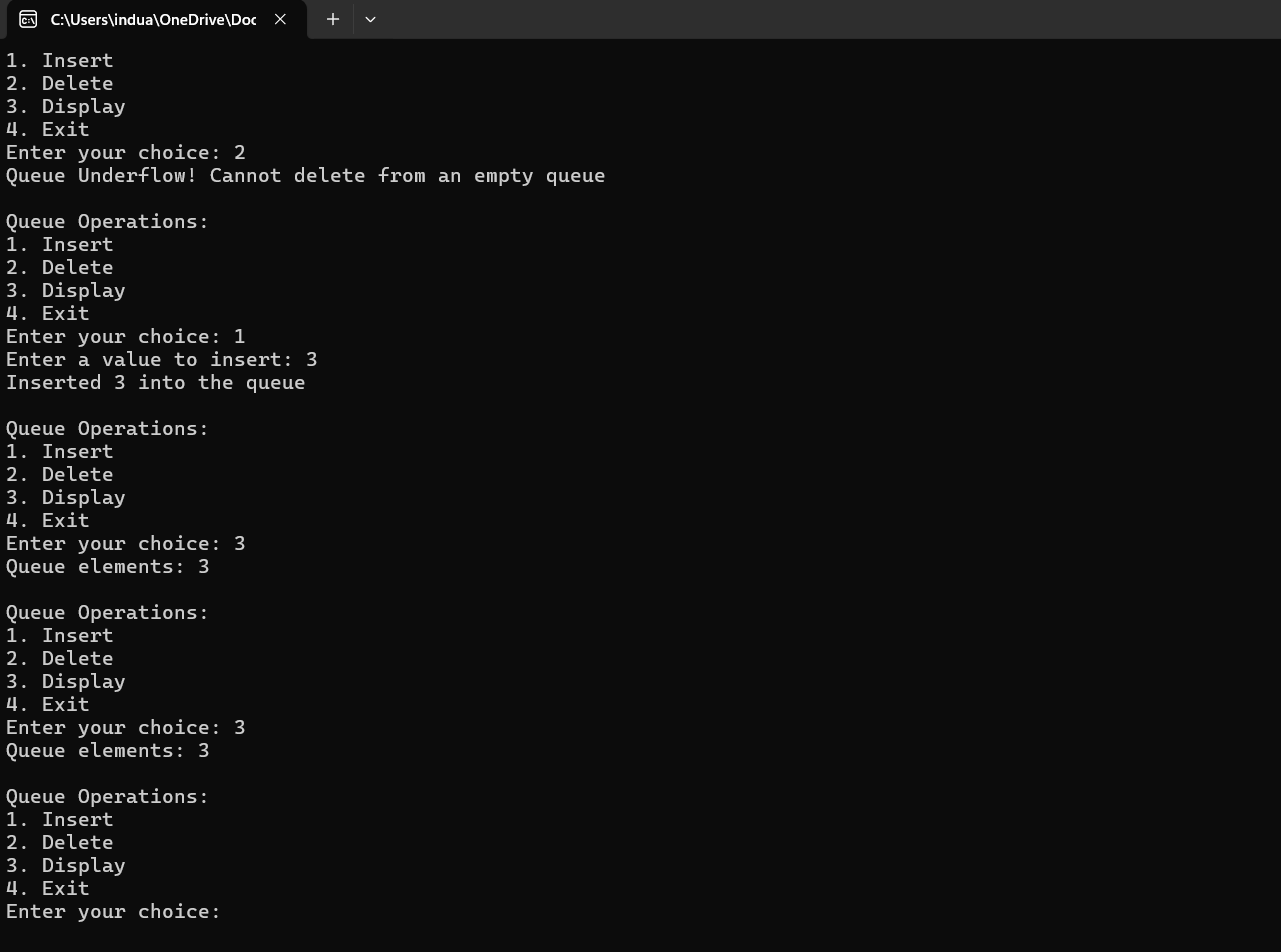 C:\Users\indua\OneDrive\Doc
1. Insert
2. Delete
3. Display
4. Exit
Enter your choice: 2
Queue Underflow! Cannot delete from an empty queue

Queue Operations:
1. Insert
2. Delete
3. Display
4. Exit
Enter your choice: 1
Enter a value to insert: 3
Inserted 3 into the queue

Queue Operations:
1. Insert
2. Delete
3. Display
4. Exit
Enter your choice: 3
Queue elements: 3

Queue Operations:
1. Insert
2. Delete
3. Display
4. Exit
Enter your choice: 3
Queue elements: 3

Queue Operations:
1. Insert
2. Delete
3. Display
4. Exit
Enter your choice: